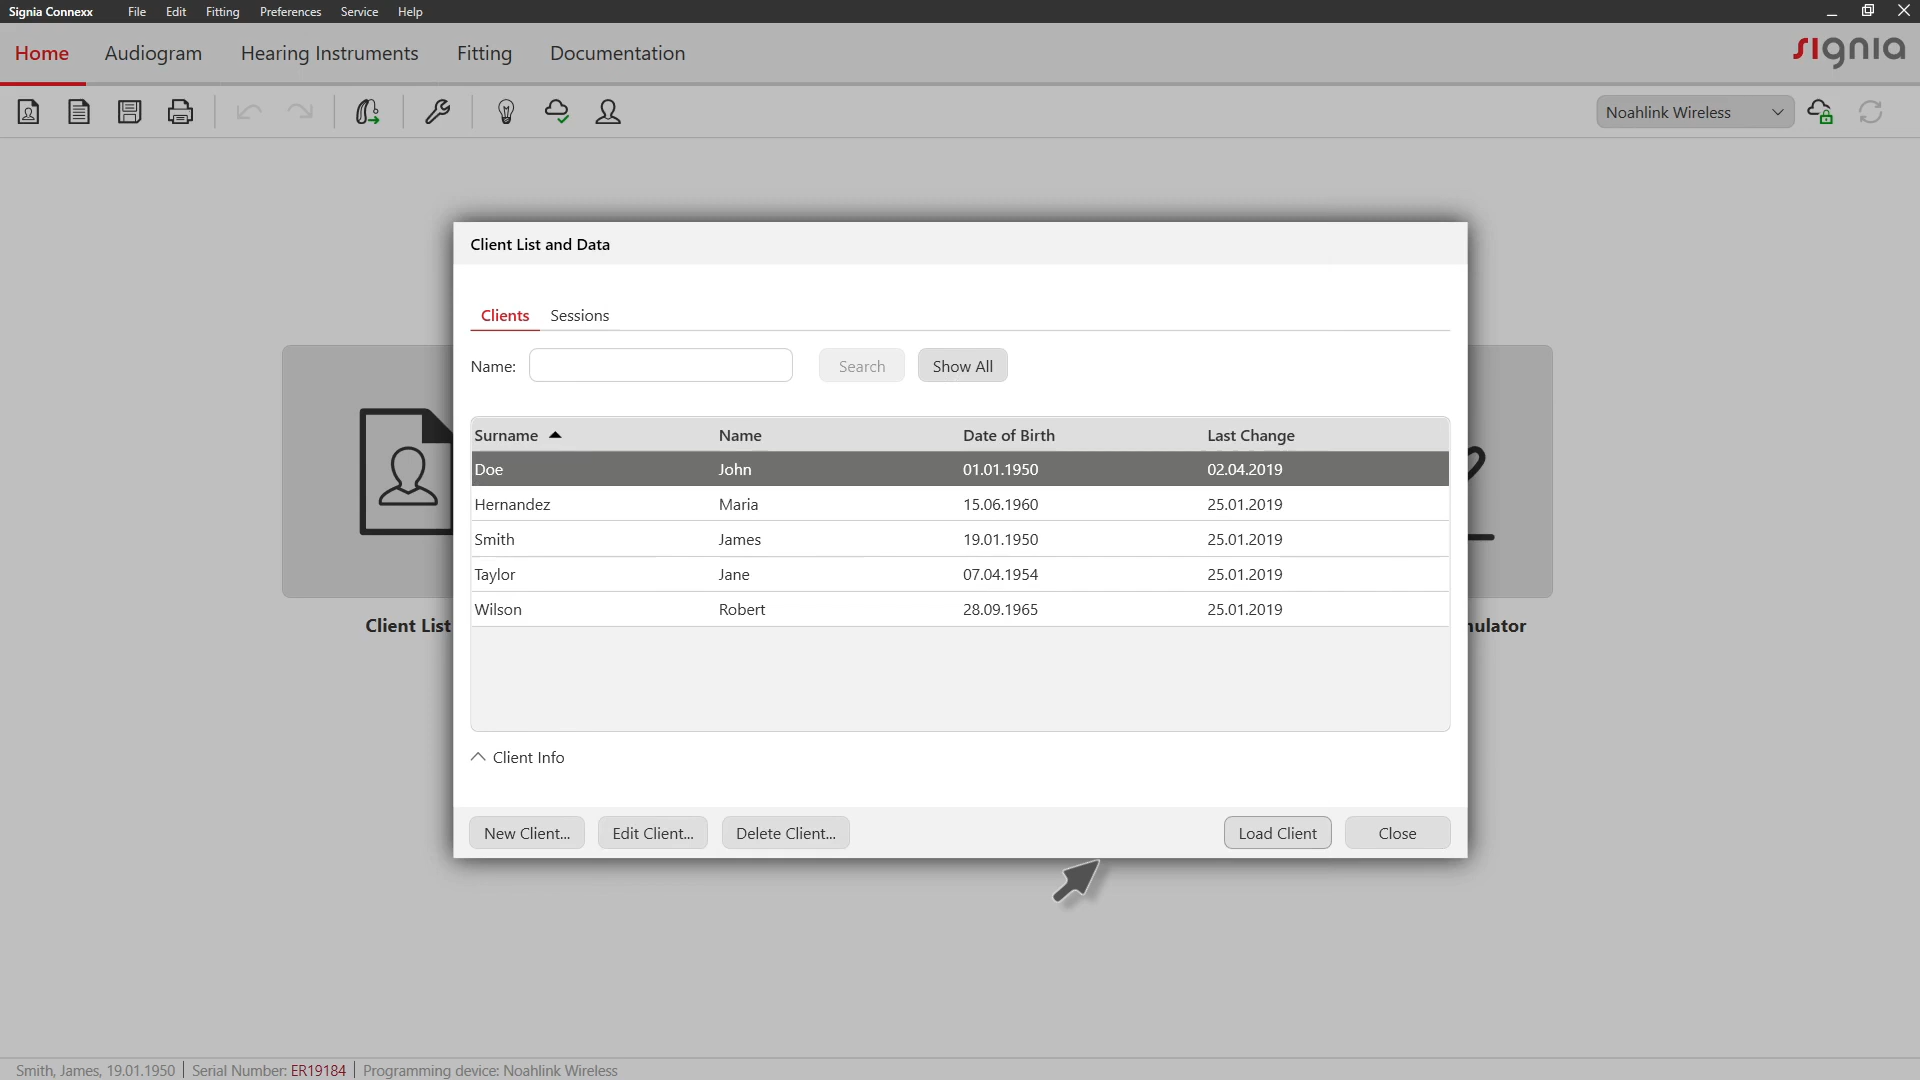 Signia Connexx File Edit Fitting Preferences Service Help
Home Audiogram Hearing Instruments Fitting Documentation
signia
Noahlink Wireless
Client List and Data
Clients Sessions
Name: Search Show All
Surname Name Date of Birth Last Change
Doe John 01.01.1950 02.04.2019
Hernandez Maria 15.06.1960 25.01.2019
Smith James 19.01.1950 25.01.2019
Taylor Jane 07.04.1954 25.01.2019
Wilson Robert 28.09.1965 25.01.2019
Client List
Client Info
New Client... Edit Client... Delete Client... Load Client Close
Smith, James, 19.01.1950 Serial Number: ER19184 Programming device: Noahlink Wireless